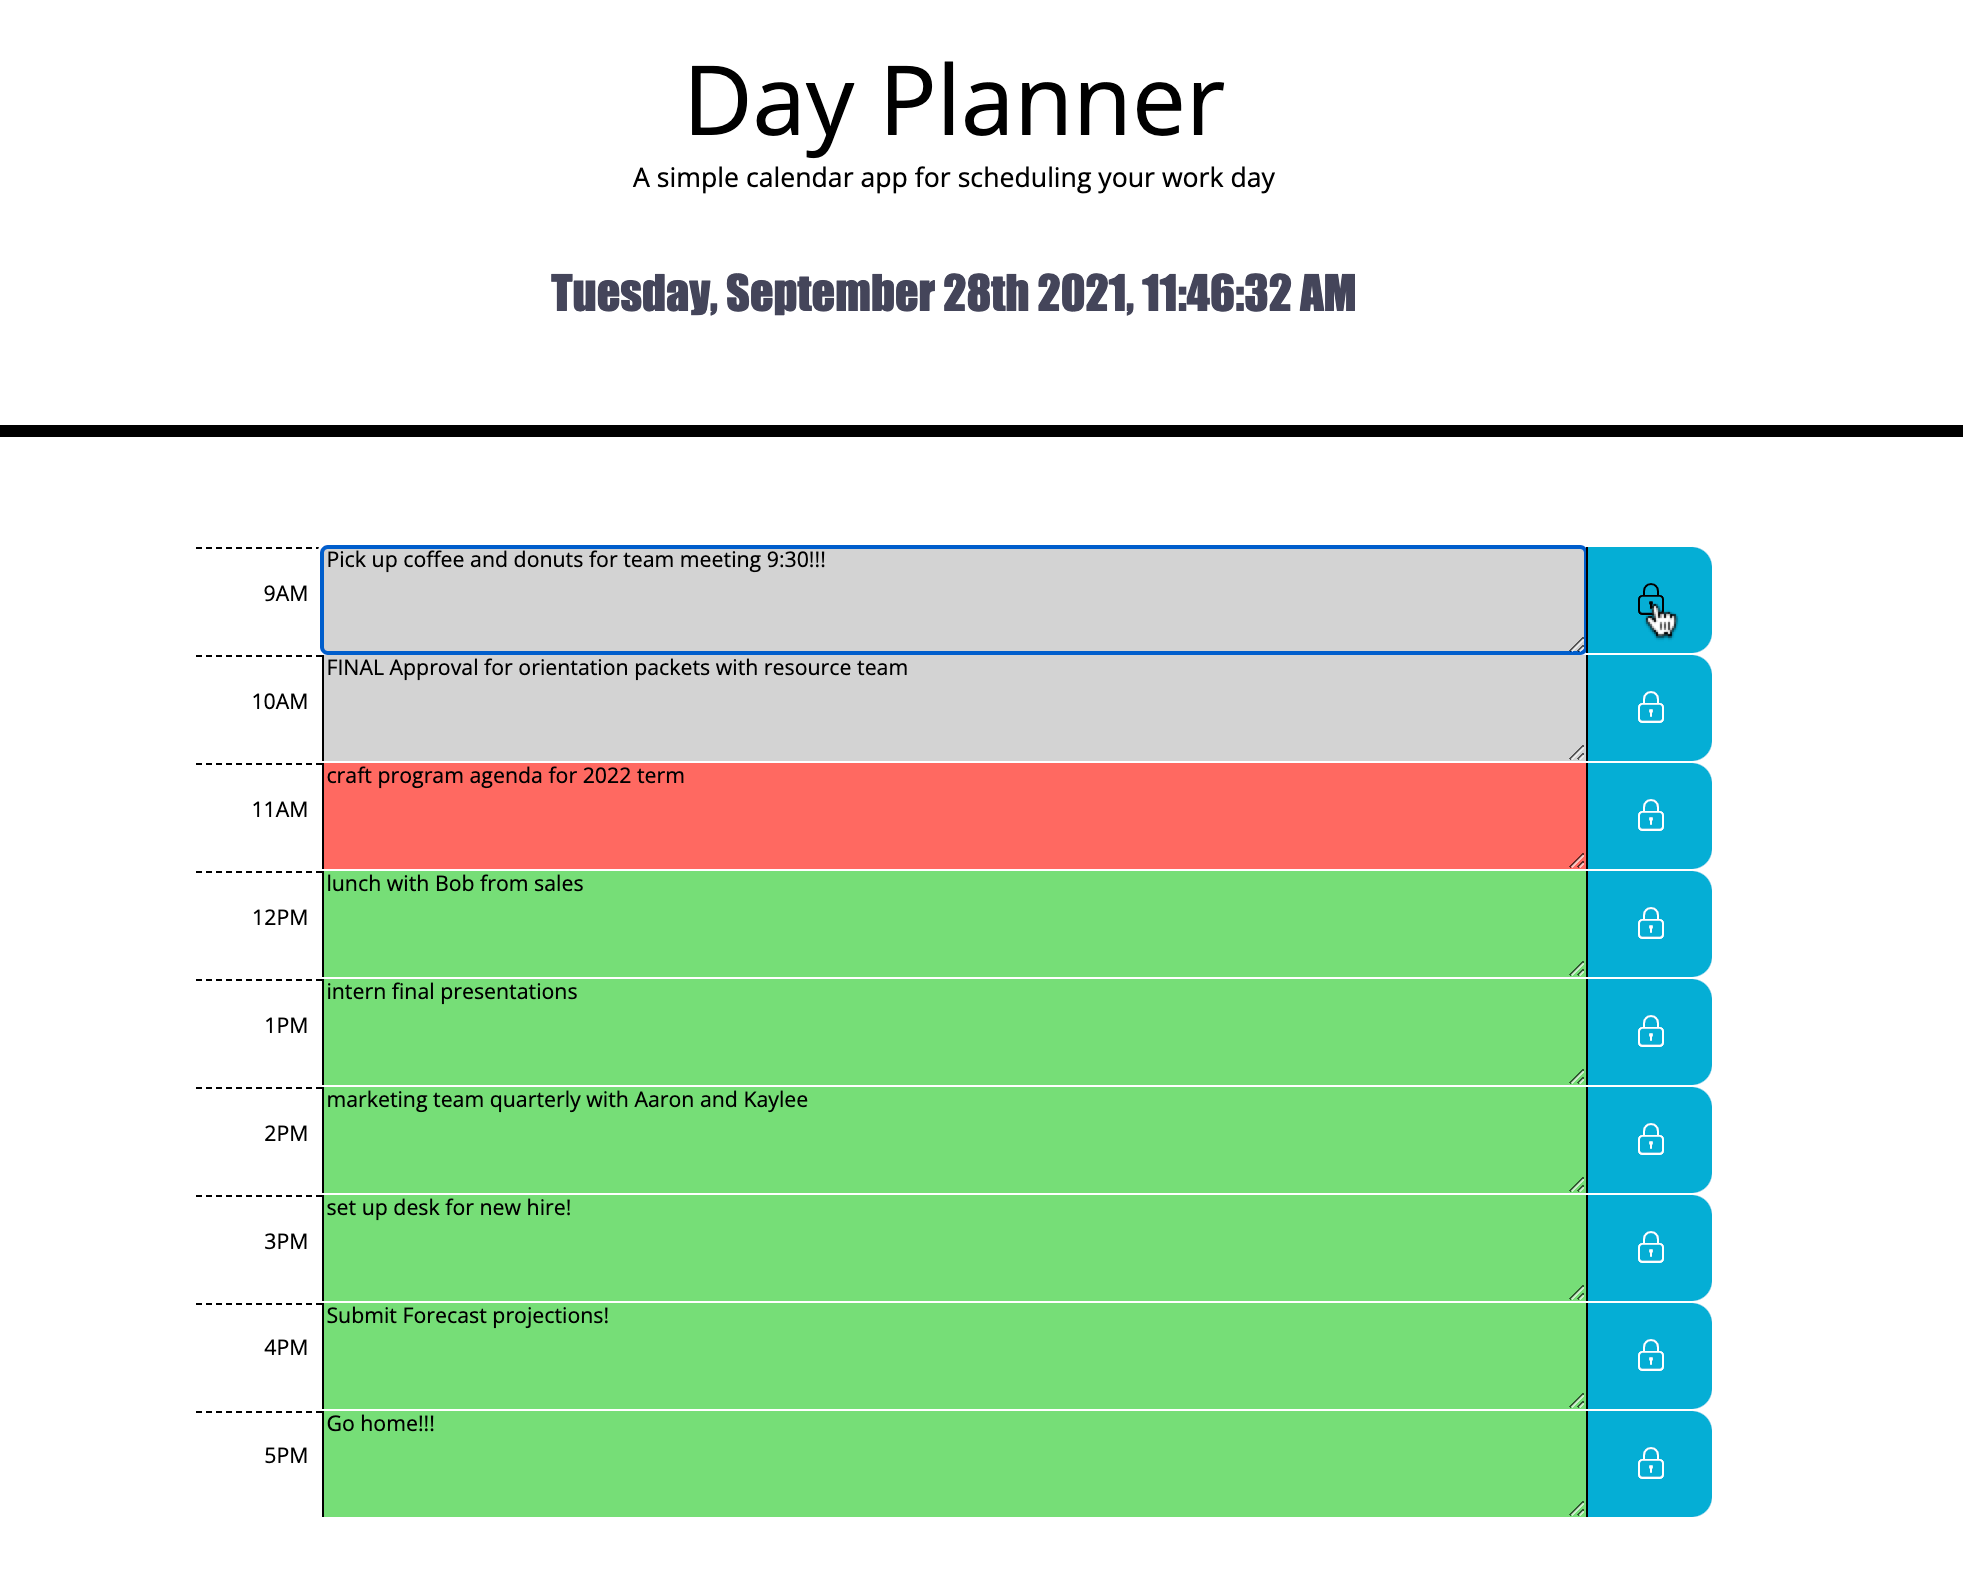 Day Planner
A simple calendar app for scheduling your work day
Tuesday, September 28th 2021, 11:46:32 AM
9AM
Pick up coffee and donuts for team meeting 9:30!!!
10AM
FINAL Approval for orientation packets with resource team
11AM
craft program agenda for 2022 term
12PM
lunch with Bob from sales
1PM
intern final presentations
2PM
marketing team quarterly with Aaron and Kaylee
3PM
set up desk for new hire!
4PM
Submit Forecast projections!
5PM
Go home!!!